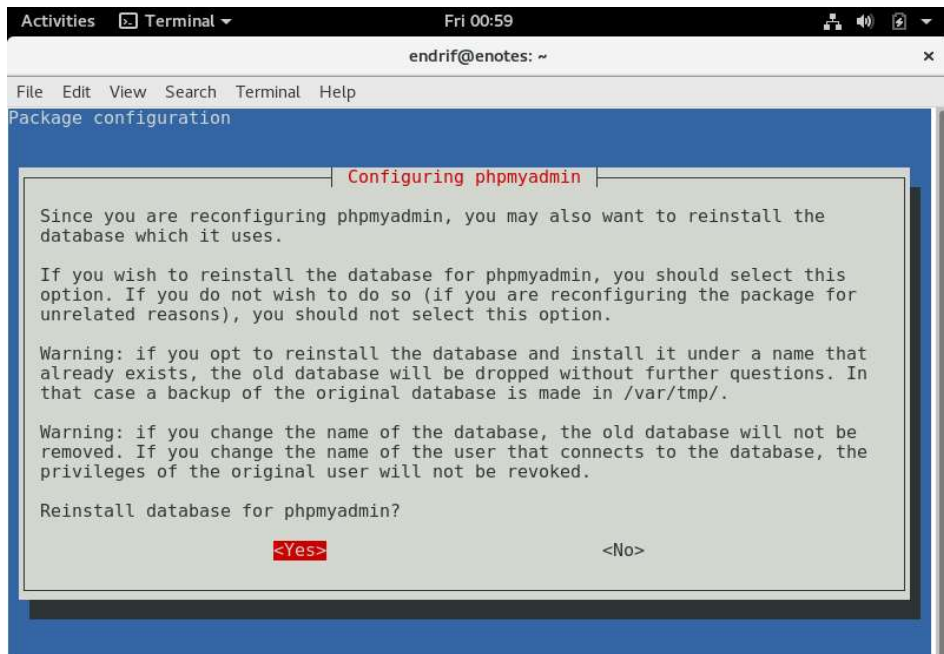 Activities Terminal Fri 00:59
endrif@enotes: ~ ×
File Edit View Search Terminal Help
Package configuration
Configuring phpmyadmin
Since you are reconfiguring phpmyadmin, you may also want to reinstall the
database which it uses.
If you wish to reinstall the database for phpmyadmin, you should select this
option. If you do not wish to do so (if you are reconfiguring the package for
unrelated reasons), you should not select this option.
Warning: if you opt to reinstall the database and install it under a name that
already exists, the old database will be dropped without further questions. In
that case a backup of the original database is made in /var/tmp/.
Warning: if you change the name of the database, the old database will not be
removed. If you change the name of the user that connects to the database, the
privileges of the original user will not be revoked.
Reinstall database for phpmyadmin?
<Yes> <No>